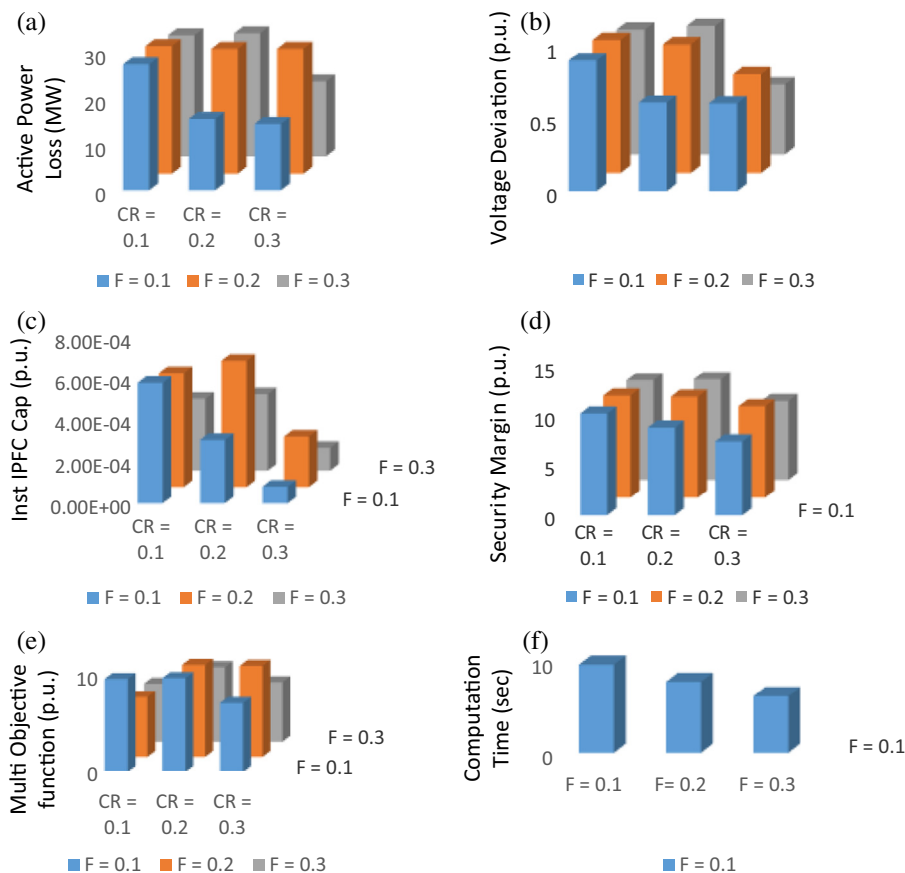 (a)
Active Power
Loss (MW)
30
20
10
0
CR =
0.1
CR =
0.2
CR =
0.3
F = 0.1 F = 0.2 F = 0.3
(b)
Voltage Deviation (p.u.)
1
0.5
0
F = 0.1 F = 0.2 F = 0.3
(c)
Inst IPFC Cap (p.u.)
8.00E-04
6.00E-04
4.00E-04
2.00E-04
0.00E+00
CR =
0.1
CR =
0.2
CR =
0.3
F = 0.3
F = 0.1
F = 0.1 F = 0.2 F = 0.3
(d)
Security Margin (p.u.)
15
10
5
0
CR =
0.1
CR =
0.2
CR =
0.3
F = 0.1
F = 0.1 F = 0.2 F = 0.3
(e)
Multi Objective
function (p.u.)
10
0
CR =
0.1
CR =
0.2
CR =
0.3
F = 0.3
F = 0.1
F = 0.1 F = 0.2 F = 0.3
(f)
Computation
Time (sec)
10
0
F = 0.1 F = 0.2 F = 0.3
F = 0.1
F = 0.1